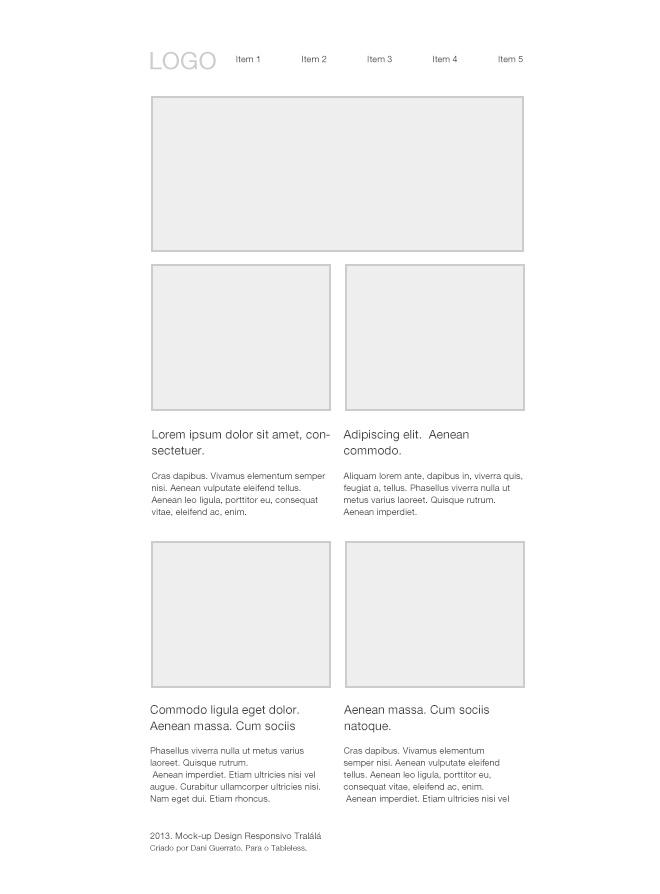 LOGO Item 1 Item 2 Item 3 Item 4 Item 5
Lorem ipsum dolor sit amet, con-
sectetuer.
Cras dapibus. Vivamus elementum semper
nisi. Aenean vulputate eleifend tellus.
Aenean leo ligula, porttitor eu, consequat
vitae, eleifend ac, enim.
Adipiscing elit.  Aenean
commodo.
Aliquam lorem ante, dapibus in, viverra quis,
feugiat a, tellus. Phasellus viverra nulla ut
metus varius laoreet. Quisque rutrum.
Aenean imperdiet.
Commodo ligula eget dolor.
Aenean massa. Cum sociis
Phasellus viverra nulla ut metus varius
laoreet. Quisque rutrum.
Aenean imperdiet. Etiam ultricies nisi vel
augue. Curabitur ullamcorper ultricies nisi.
Nam eget dui. Etiam rhoncus.
Aenean massa. Cum sociis
natoque.
Cras dapibus. Vivamus elementum
semper nisi. Aenean vulputate eleifend
tellus. Aenean leo ligula, porttitor eu,
consequat vitae, eleifend ac, enim.
Aenean imperdiet. Etiam ultricies nisi vel
2013. Mock-up Design Responsivo Tralálá
Criado por Dani Guerrato. Para o Tableless.